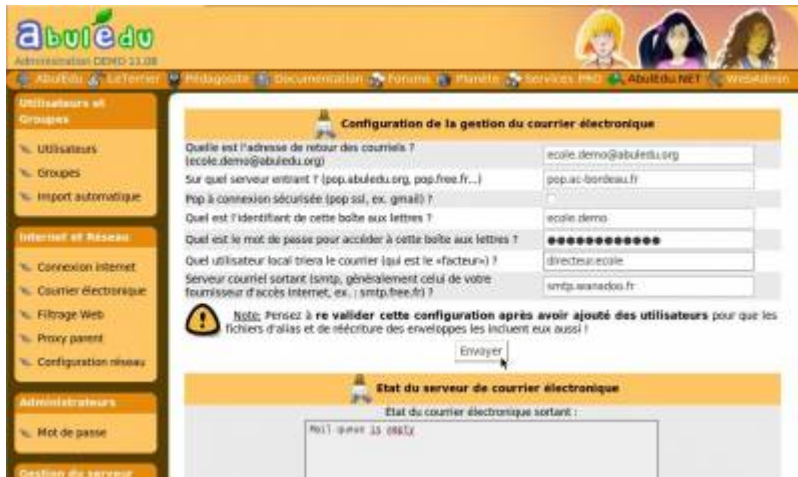 abulédu
Administration DEMO 11.08
AbulEdu LeTerrier Pédagosite Documentation Forums Planète Services PRO AbulEdu.NET WebAdmin
Utilisateurs et
Groupes
Utilisateurs
Groupes
Import automatique
Internet et Réseau
Connexion internet
Courrier électronique
Filtrage Web
Proxy parent
Configuration réseau
Administrateurs
Mot de passe
Gestion du serveur
Configuration de la gestion du courrier électronique
Quelle est l'adresse de retour des courriels ?
(ecole.demo@abuledu.org)
ecole.demo@abuledu.org
Sur quel serveur entrant ? (pop.abuledu.org, pop.free.fr...)
pop.ac-bordeau.fr
Pop à connexion sécurisée (pop ssl, ex. gmail) ?
Quel est l'identifiant de cette boîte aux lettres ?
ecole.demo
Quel est le mot de passe pour accéder à cette boîte aux lettres ?
●●●●●●●●●●●●
Quel utilisateur local triera le courrier (qui est le «facteur») ?
directeur.ecole
Serveur courriel sortant (smtp, généralement celui de votre
fournisseur d'accès internet, ex. : smtp.free.fr) ?
smtp.wanadoo.fr
Note: Pensez à re valider cette configuration après avoir ajouté des utilisateurs pour que les
fichiers d'alias et de réécriture des enveloppes les incluent eux aussi !
Envoyer
Etat du serveur de courrier électronique
Etat du courrier électronique sortant :
Mail queue is empty